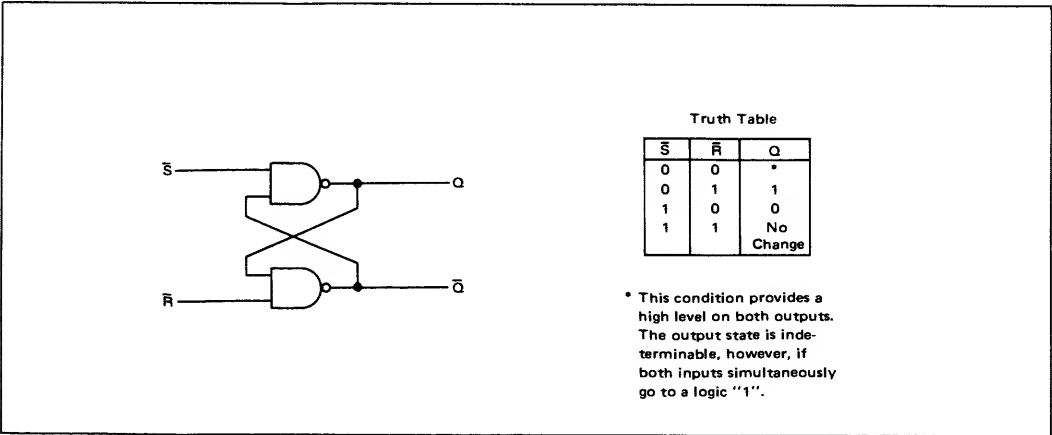 S̄
Q
R̄
Q̄
Truth Table
S̄ R̄ Q
0 0 *
0 1 1
1 0 0
1 1 No
Change
* This condition provides a
high level on both outputs.
The output state is inde-
terminable, however, if
both inputs simultaneously
go to a logic "1".